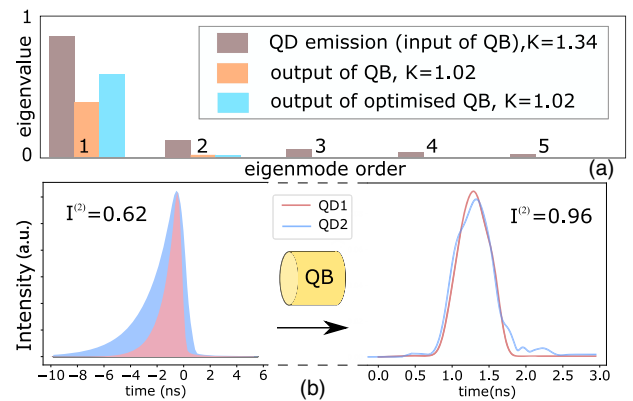 1
QD emission (input of QB),K=1.34
output of QB, K=1.02
output of optimised QB, K=1.02
eigenvalue
0
1 2 3 4 5
eigenmode order
(a)
I⁽²⁾=0.62
QD1
QD2
I⁽²⁾=0.96
QB
Intensity (a.u.)
−10 −8 −6 −4 −2 0 2 4 6
0.0 0.5 1.0 1.5 2.0 2.5 3.0
time (ns)
(b)
time(ns)